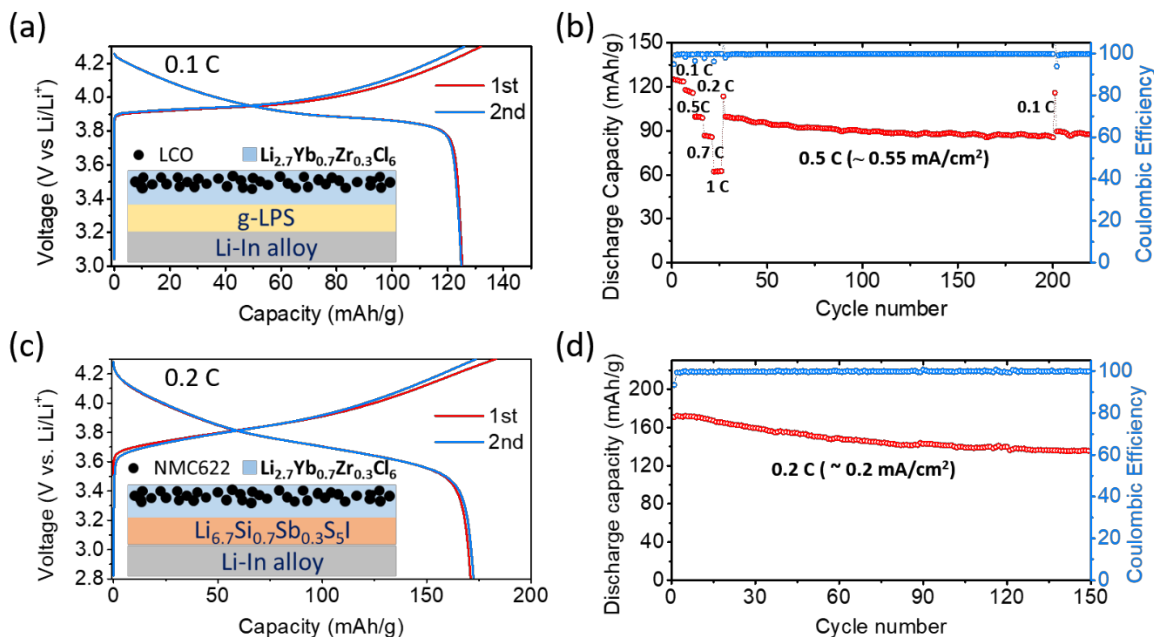 (a)
0.1 C
1st
2nd
LCO
Li2.7Yb0.7Zr0.3Cl6
g-LPS
Li-In alloy
4.2
4.0
3.8
3.6
3.4
3.2
3.0
Voltage (V vs Li/Li+)
0 20 40 60 80 100 120 140
Capacity (mAh/g)
(b)
150
120
90
60
30
0
Discharge Capacity (mAh/g)
0.1 C
0.2 C
0.5C
0.7 C
1 C
0.1 C
0.5 C (~ 0.55 mA/cm2)
100
80
60
40
20
0
Coulombic Efficiency
0 50 100 150 200
Cycle number
(c)
0.2 C
1st
2nd
NMC622
Li2.7Yb0.7Zr0.3Cl6
Li6.7Si0.7Sb0.3S5I
Li-In alloy
4.2
4.0
3.8
3.6
3.4
3.2
3.0
2.8
Voltage (V vs. Li/Li+)
0 50 100 150 200
Capacity (mAh/g)
(d)
200
160
120
80
40
0
Discharge capacity (mAh/g)
0.2 C ( ~ 0.2 mA/cm2)
100
80
60
40
20
0
Coulombic Efficiency
0 30 60 90 120 150
Cycle number